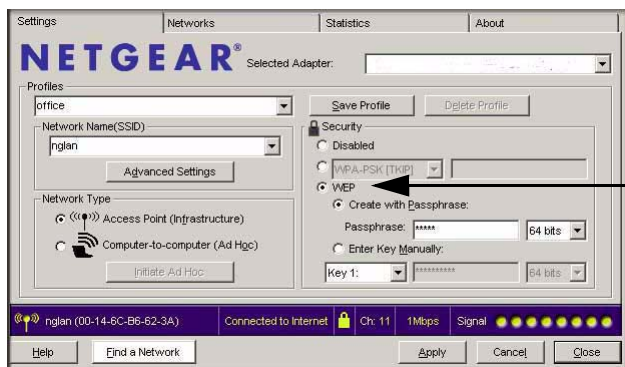 Settings Networks Statistics About
NETGEAR® Selected Adapter:
Profiles
office Save Profile Delete Profile
Network Name(SSID) Security
nglan Disabled
Advanced Settings WPA-PSK [TKIP]
WEP
Network Type Create with Passphrase:
Access Point (Infrastructure) Passphrase: ***** 64 bits
Computer-to-computer (Ad Hoc) Enter Key Manually:
Initiate Ad Hoc Key 1: ********** 64 bits
nglan (00-14-6C-B6-62-3A) Connected to Internet Ch: 11 1Mbps Signal
Help Find a Network Apply Cancel Close